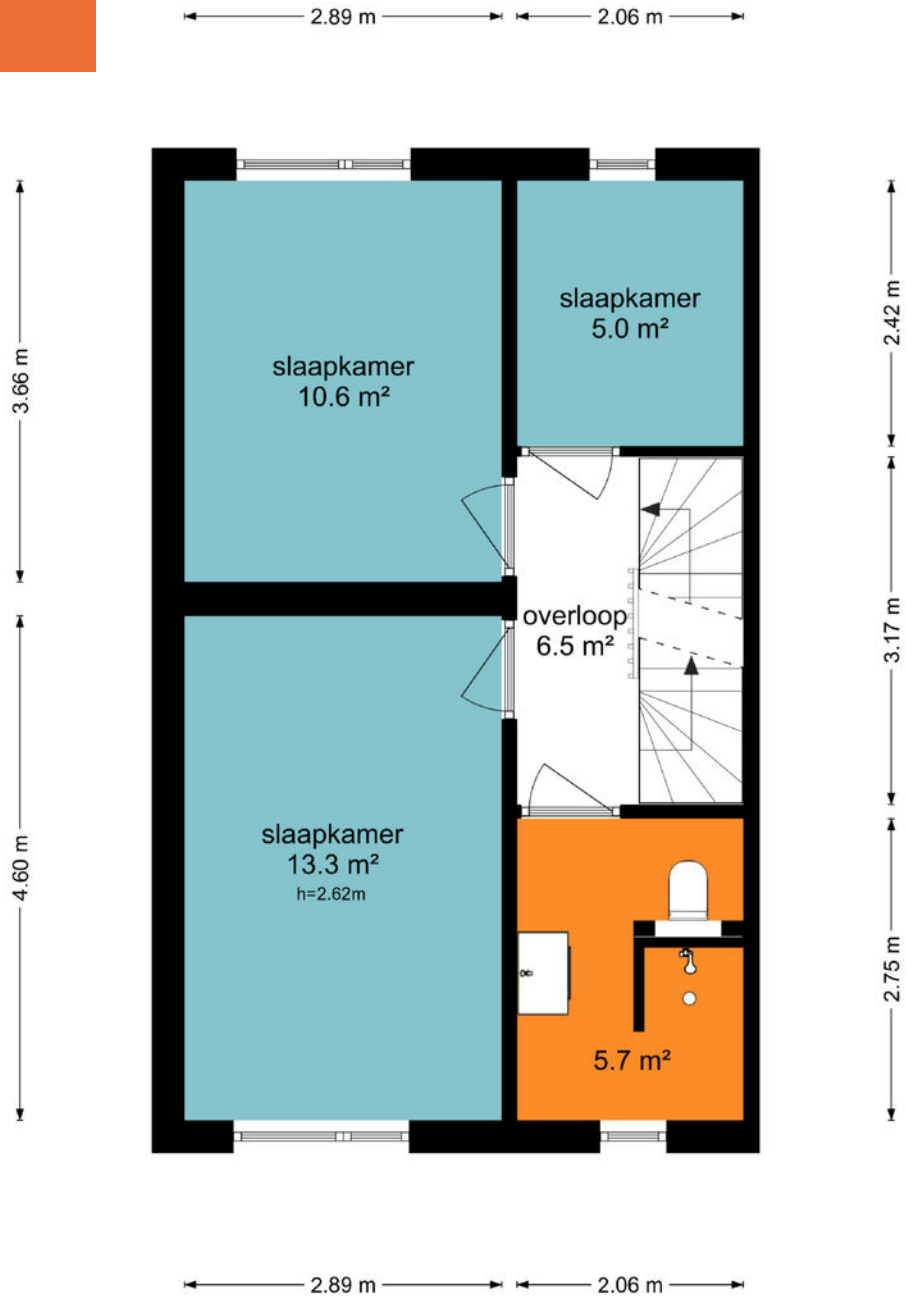 2.89 m
2.06 m
3.66 m
2.42 m
slaapkamer
5.0 m²
slaapkamer
10.6 m²
overloop
6.5 m²
3.17 m
4.60 m
slaapkamer
13.3 m²
h=2.62m
2.75 m
5.7 m²
2.89 m
2.06 m